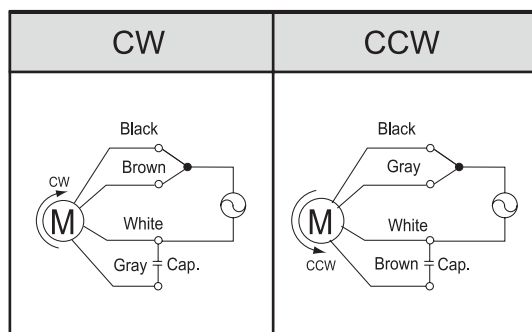 CW
CCW
Black
Brown
CW
M
White
Gray
Cap.
Black
Gray
M
White
CCW
Brown
Cap.